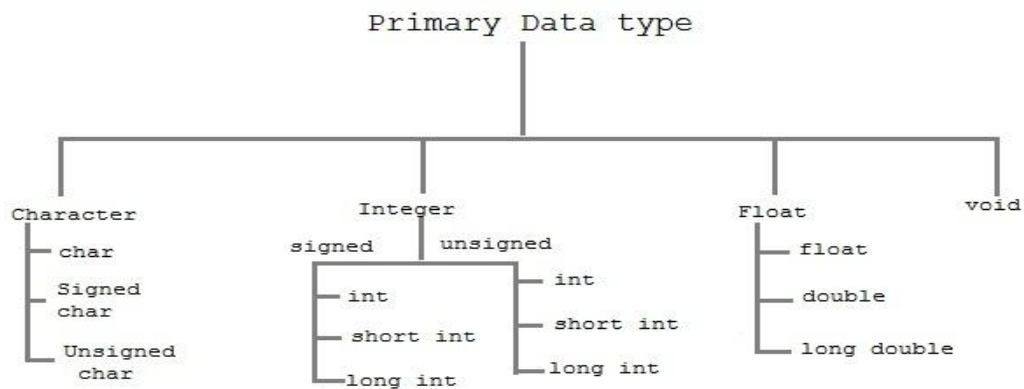 Primary Data type
Character
char
Signed
char
Unsigned
char
Integer
signed
int
short int
long int
unsigned
int
short int
long int
Float
float
double
long double
void